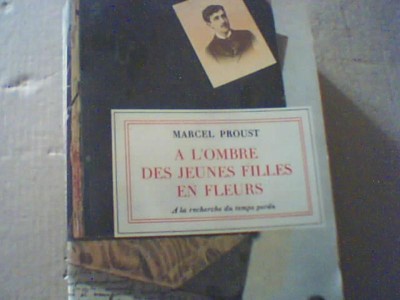 MARCEL PROUST
A L'OMBRE
DES JEUNES FILLES
EN FLEURS
A la recherche du temps perdu